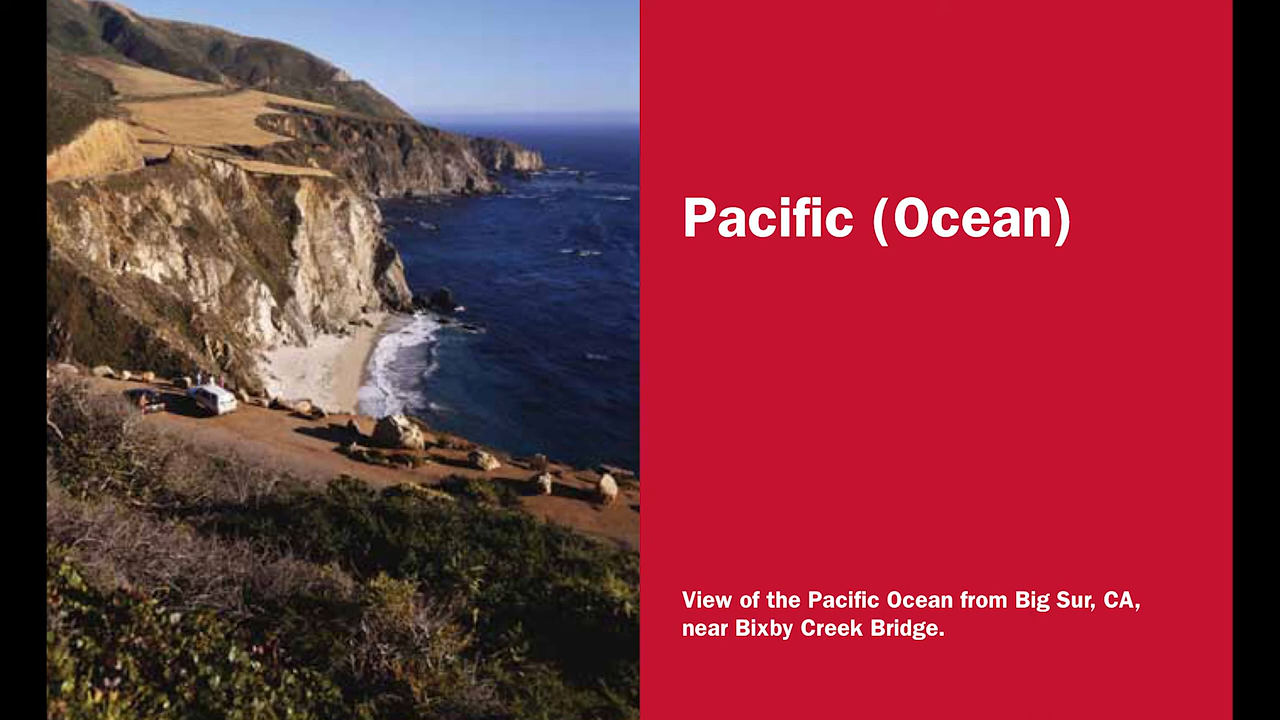 Pacific (Ocean)
View of the Pacific Ocean from Big Sur, CA,
near Bixby Creek Bridge.